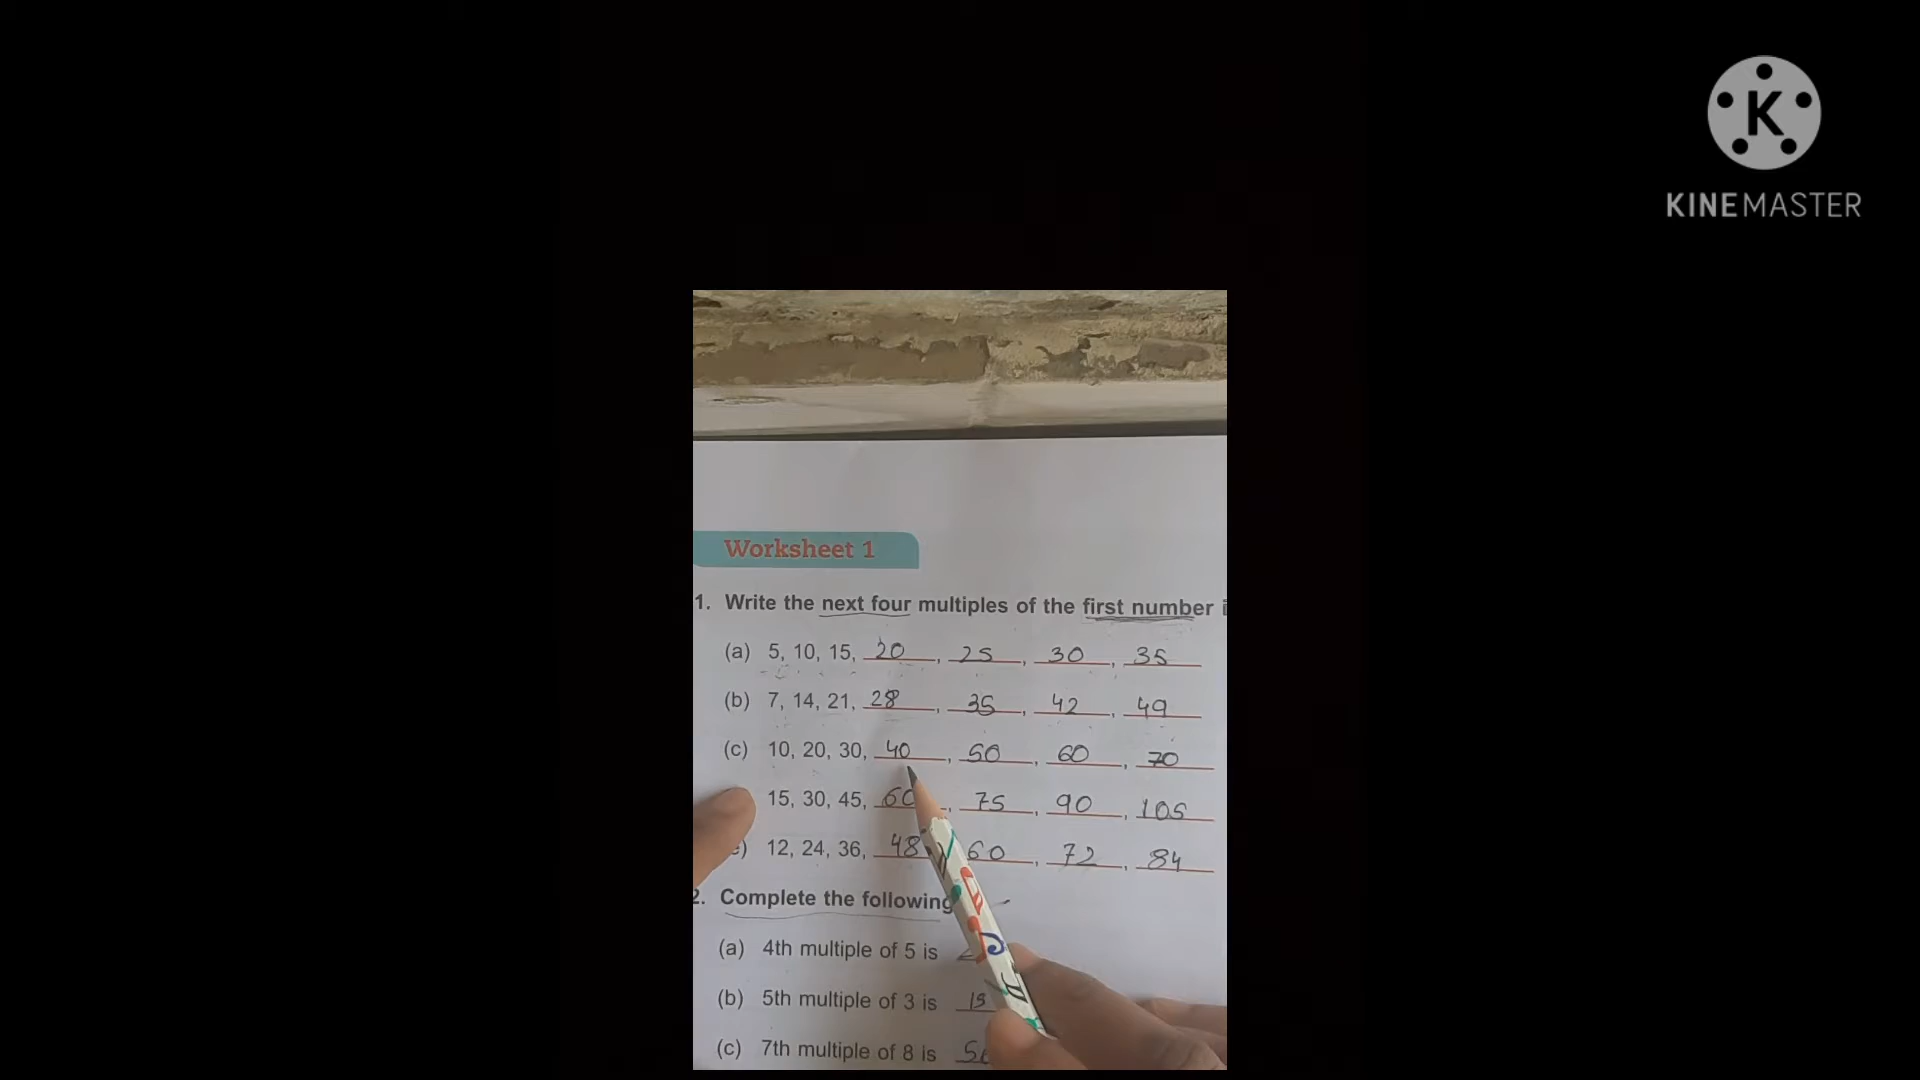 K
KINEMASTER
Worksheet 1
1. Write the next four multiples of the first number
(a) 5, 10, 15, 20, 25, 30, 35
(b) 7, 14, 21, 28, 35, 42, 49
(c) 10, 20, 30, 40, 50, 60, 70
15, 30, 45, 60, 75, 90, 105
12, 24, 36, 48, 60, 72, 84
2. Complete the following
(a) 4th multiple of 5 is
(b) 5th multiple of 3 is
(c) 7th multiple of 8 is